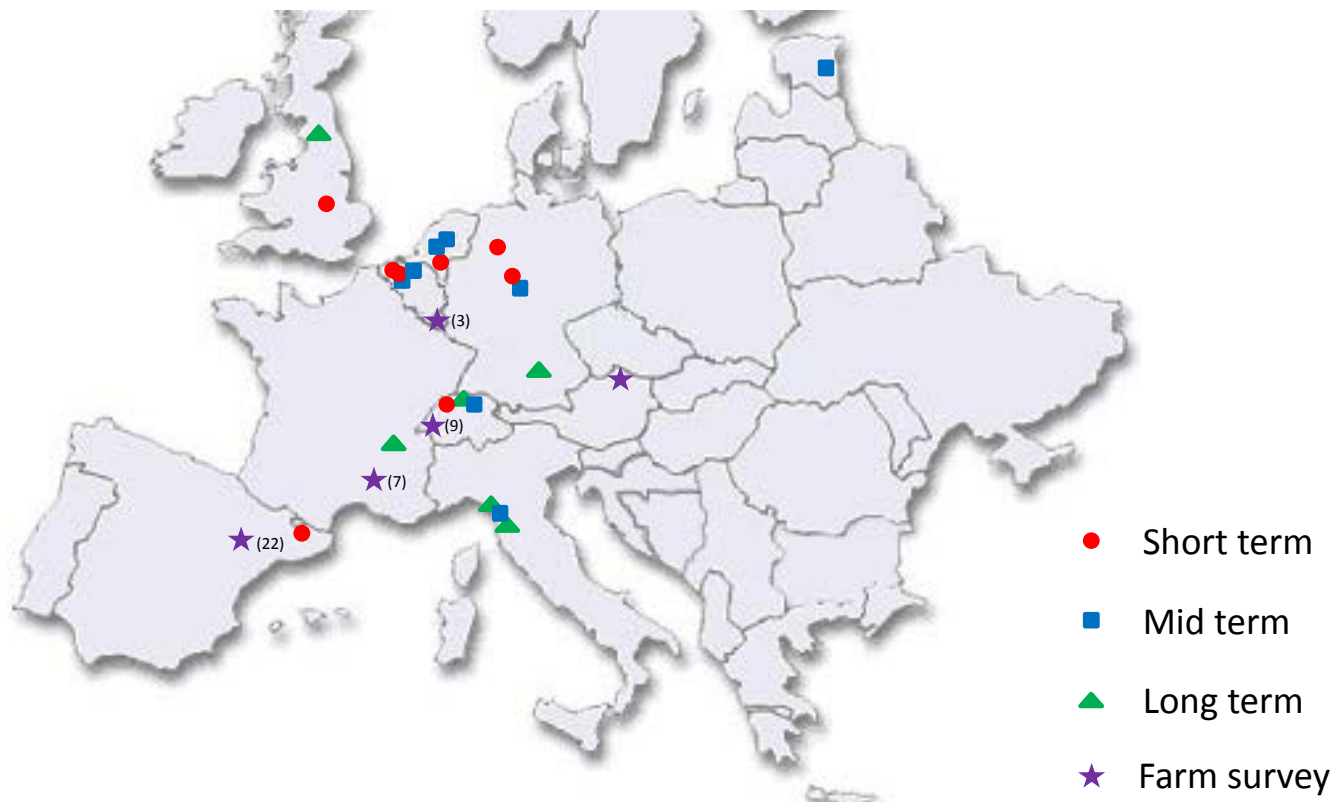 (3)
(9)
(7)
(22)
Short term
Mid term
Long term
Farm survey